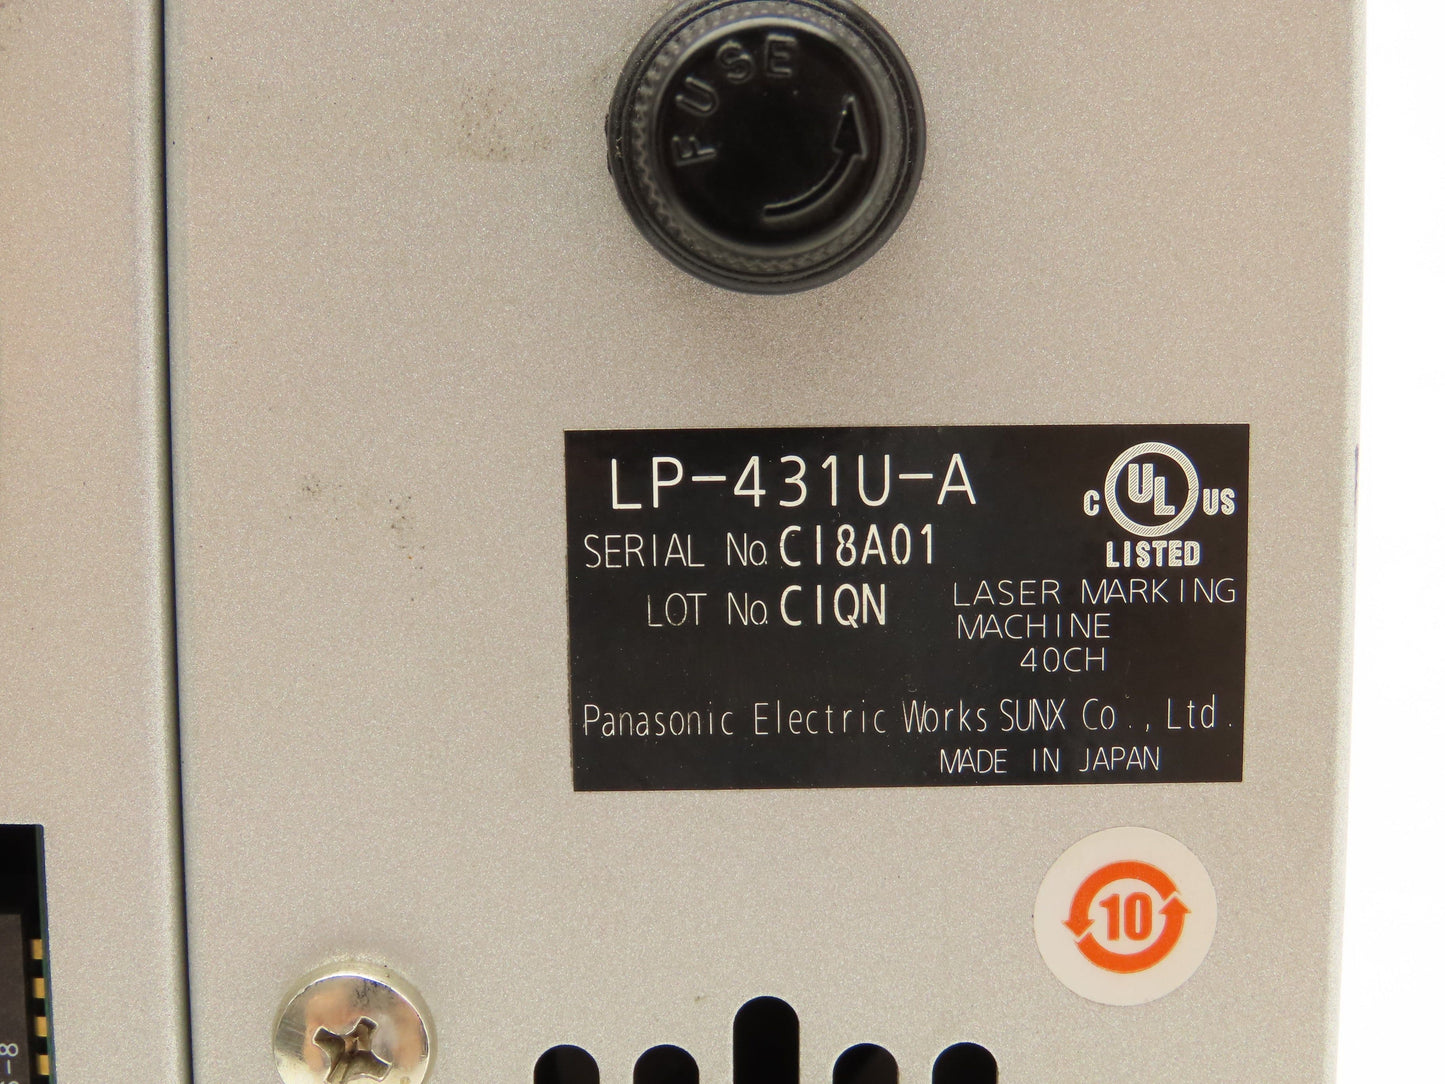 FUSE
LP-431U-A
C UL US
LISTED
SERIAL No. CI8A01
LOT No. CIQN
LASER MARKING
MACHINE
40CH
Panasonic Electric Works SUNX Co., Ltd.
MADE IN JAPAN
10